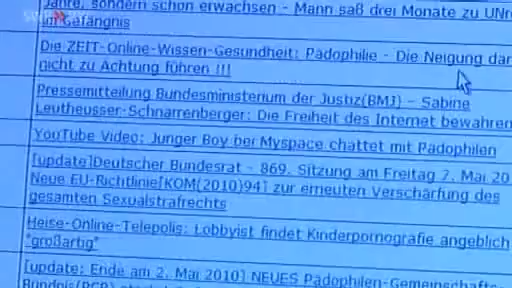 Jahre, sondern schon erwachsen - Mann saß drei Monate zu
im Gefängnis
Die ZEIT-Online-Wissen-Gesundheit: Pädophilie - Die Neigung
nicht zu Achtung führen !!!
Pressemitteilung Bundesministerium der Justiz(BMJ) - Sabine
Leutheusser-Schnarrenberger: Die Freiheit des Internet bewahren
YouTube Video: Junger Boy bei Myspace chattet mit Pädophilen
[update]Deutscher Bundesrat - 869. Sitzung am Freitag 7. Mai 20
Neue EU-Richtlinie[KOM(2010)94] zur erneuten Verschärfung des
gesamten Sexualstrafrechts
Heise-Online-Telepolis: Lobbyist findet Kinderpornografie angeblich
"großartig"
[update: Ende am 2. Mai 2010] NEUES Pädophilen-Gemeinschafts-